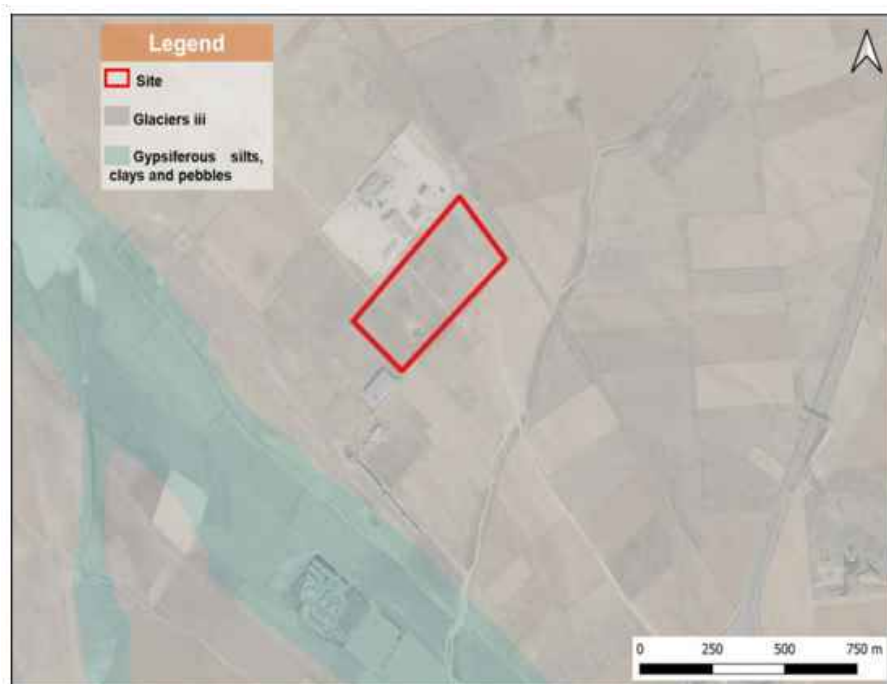 Legend
Site
Glaciers iii
Gypsiferous silts,
clays and pebbles
0 250 500 750 m